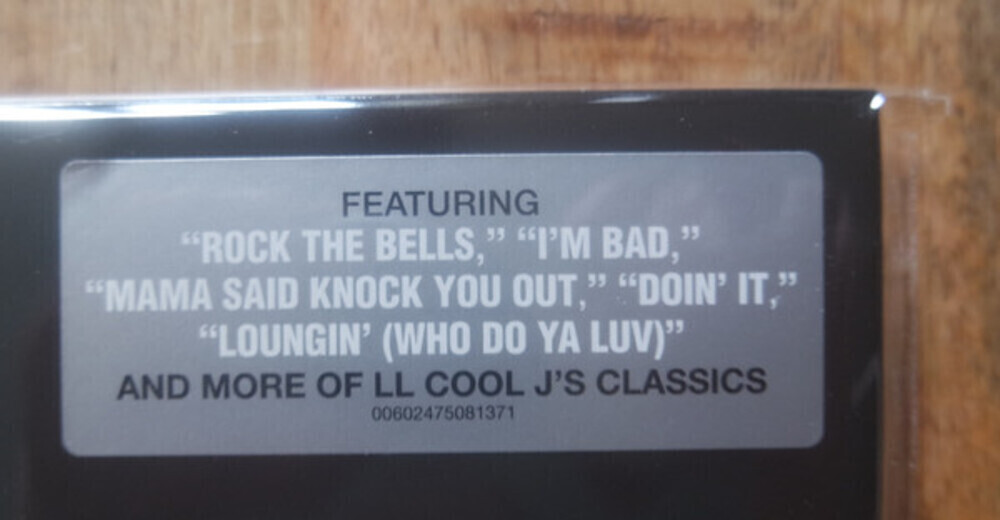 FEATURING
“ROCK THE BELLS,” “I’M BAD,”
“MAMA SAID KNOCK YOU OUT,” “DOIN’ IT,”
“LOUNGIN’ (WHO DO YA LUV)”
AND MORE OF LL COOL J’S CLASSICS
00602475081371